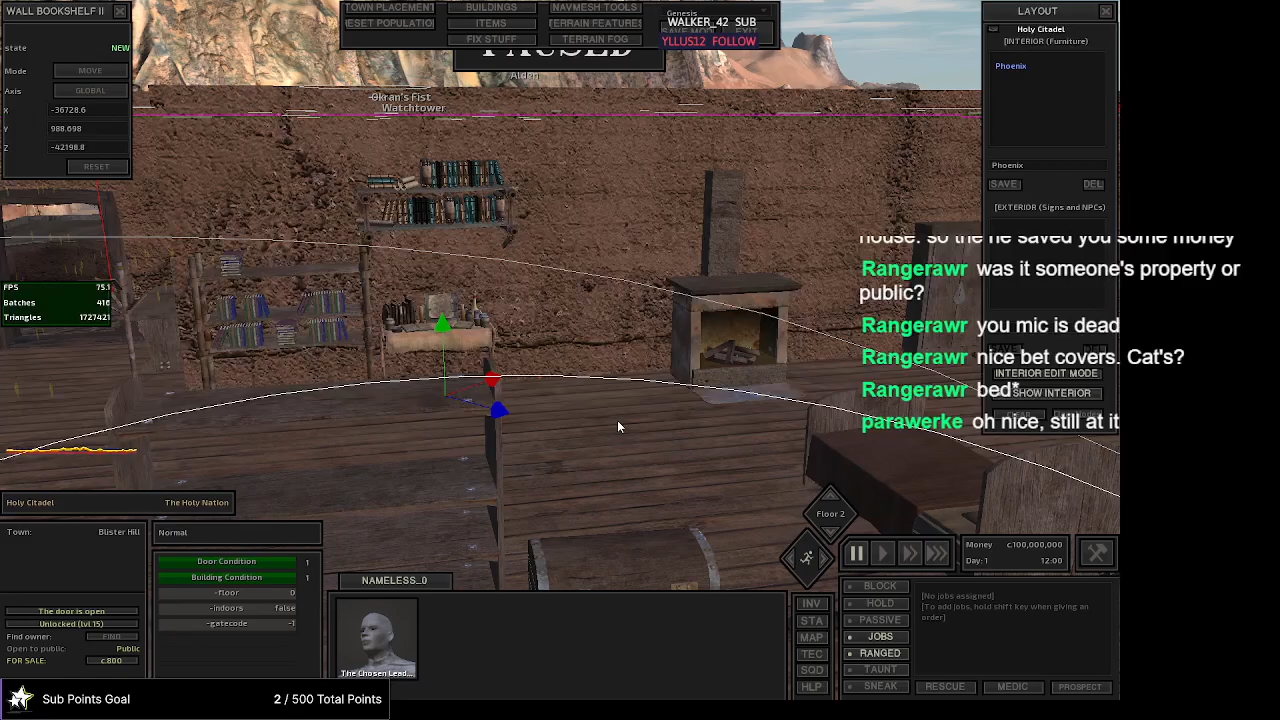 WALL BOOKSHELF II
state NEW
Mode MOVE
Axis GLOBAL
X -36728.6
Y 988.698
Z -42198.8
RESET
TOWN PLACEMENT BUILDINGS NAVMESH TOOLS
RESET POPULATION ITEMS TERRAIN FEATURES
FIX STUFF TERRAIN FOG
Genesis
WALKER_42 SUB
YLLUS12 FOLLOW
PAUSED
Alden
Okran's Fist
Watchtower
LAYOUT
Holy Citadel
[INTERIOR (Furniture)
Phoenix
Phoenix
SAVE DEL
[EXTERIOR (Signs and NPCs)
house. so the he saved you some money
Rangerawr was it someone's property or
public?
Rangerawr you mic is dead
Rangerawr nice bet covers. Cat's?
Rangerawr bed*
parawerke oh nice, still at it
INTERIOR EDIT MODE
SHOW INTERIOR
FPS 75.1
Batches 416
Triangles 1727421
Holy Citadel The Holy Nation
Town: Blister Hill
The door is open
Unlocked (lvl 15)
Find owner: FIND
Open to public: Public
FOR SALE: c.800
Normal
Door Condition 1
Building Condition 1
-floor 0
-indoors false
-gatecode -1
NAMELESS_0
The Chosen Lead...
Floor 2
Money c.100,000,000
Day: 1 12:00
INV
STA
MAP
TEC
SQD
HLP
BLOCK
HOLD
PASSIVE
JOBS
RANGED
TAUNT
SNEAK
[No jobs assigned]
[To add jobs, hold shift key when giving an
order]
RESCUE MEDIC PROSPECT
Sub Points Goal 2 / 500 Total Points